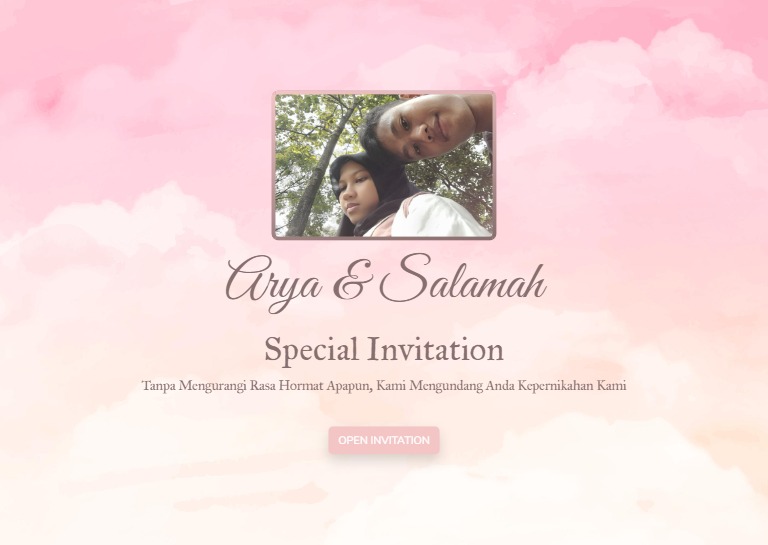 Arya & Salamah
Special Invitation
Tanpa Mengurangi Rasa Hormat Apapun, Kami Mengundang Anda Kepernikahan Kami
OPEN INVITATION